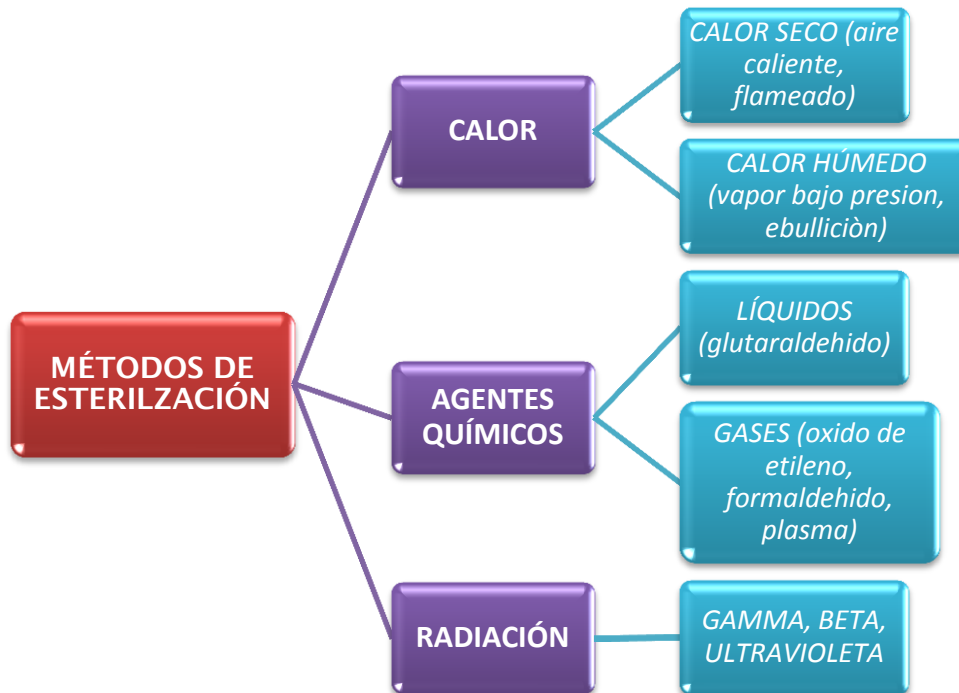 MÉTODOS DE
ESTERILZACIÓN
CALOR
CALOR SECO (aire
caliente,
flameado)
CALOR HÚMEDO
(vapor bajo presion,
ebulliciòn)
AGENTES
QUÍMICOS
LÍQUIDOS
(glutaraldehido)
GASES (oxido de
etileno,
formaldehido,
plasma)
RADIACIÓN
GAMMA, BETA,
ULTRAVIOLETA